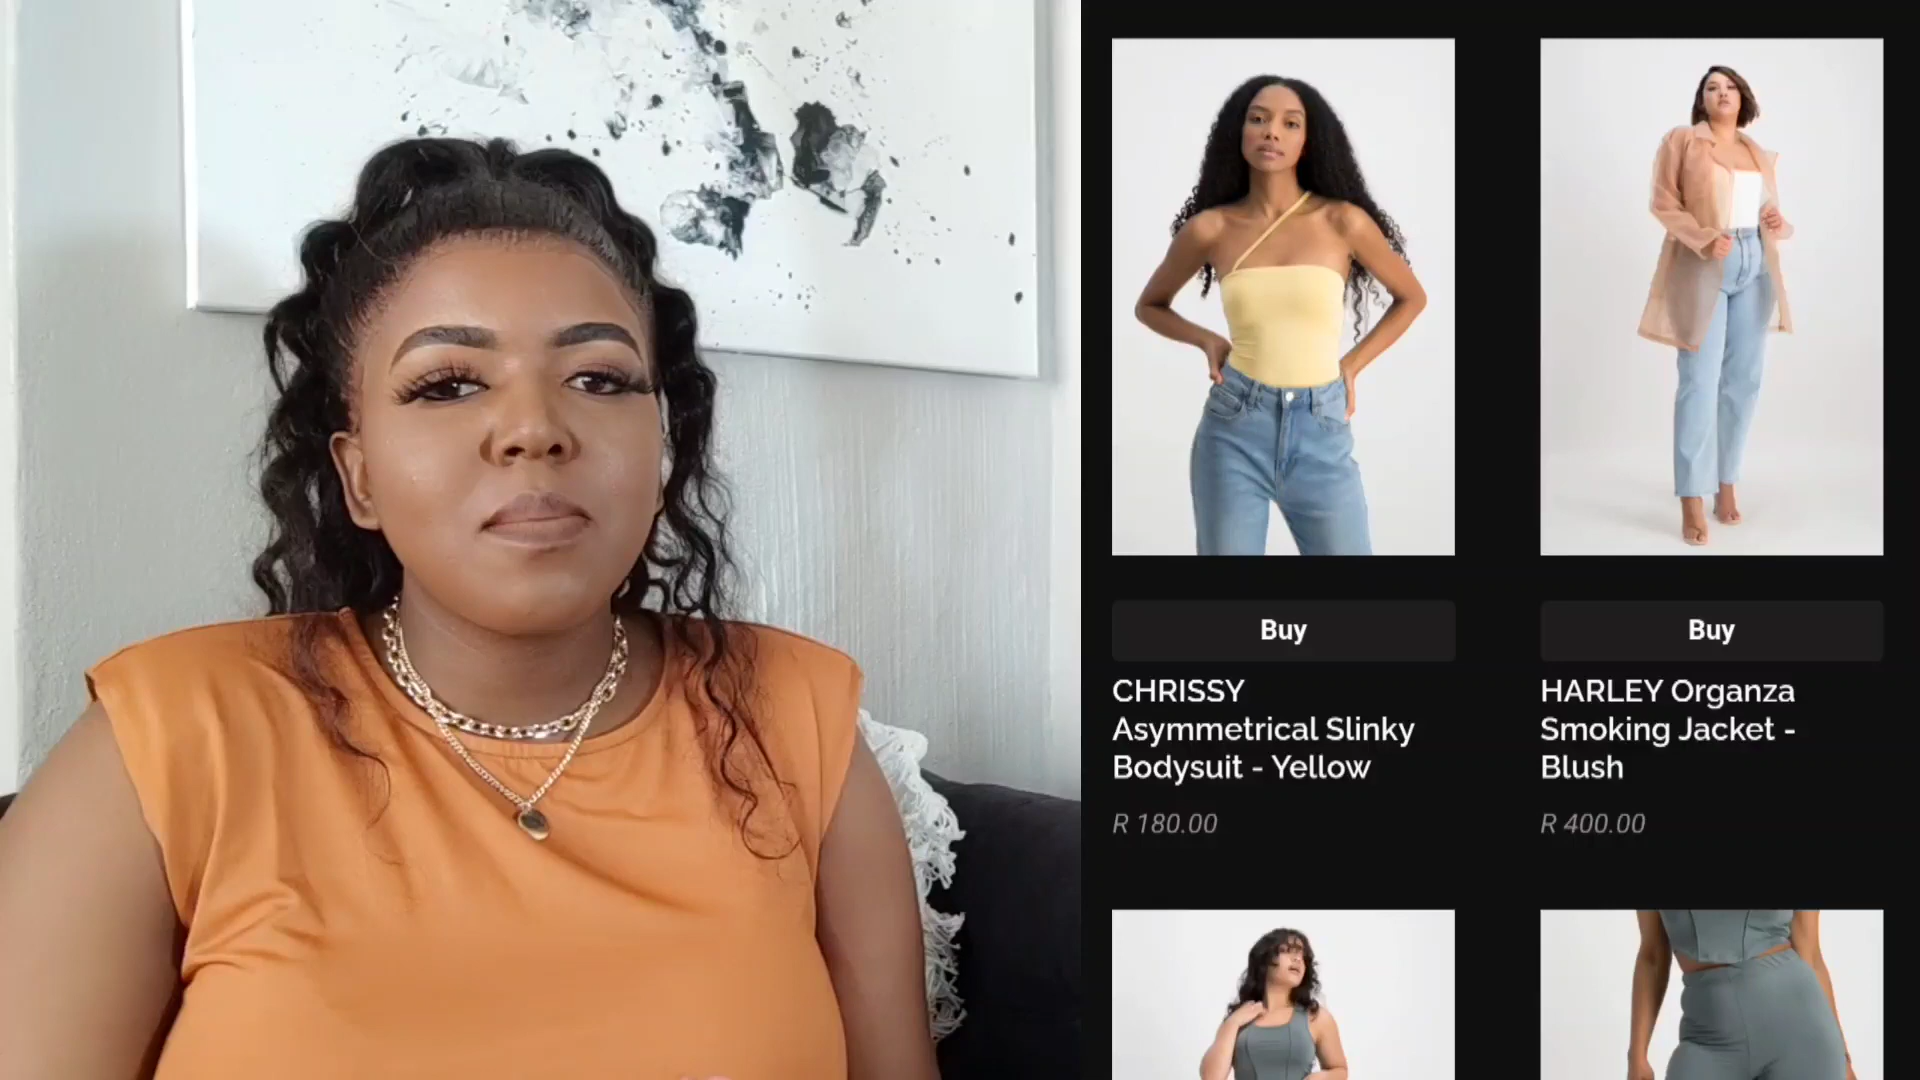 Buy
CHRISSY
Asymmetrical Slinky
Bodysuit - Yellow
R 180.00
Buy
HARLEY Organza
Smoking Jacket -
Blush
R 400.00